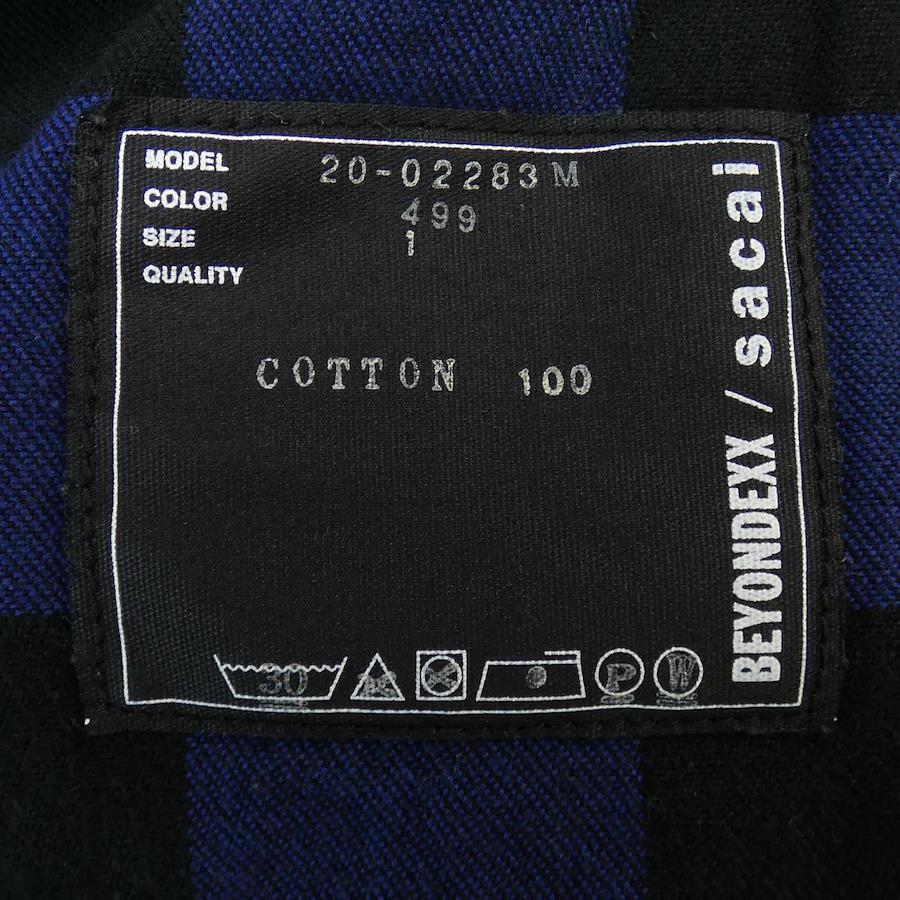 MODEL 20-02283M
COLOR 499
SIZE 1
QUALITY
COTTON 100
30 P W
BEYONDEXX / sacai